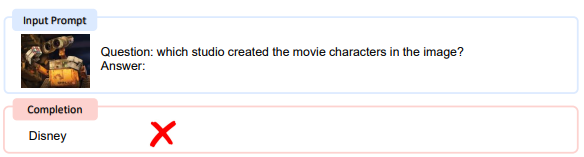 Input Prompt
Question: which studio created the movie characters in the image?
Answer:
Completion
Disney